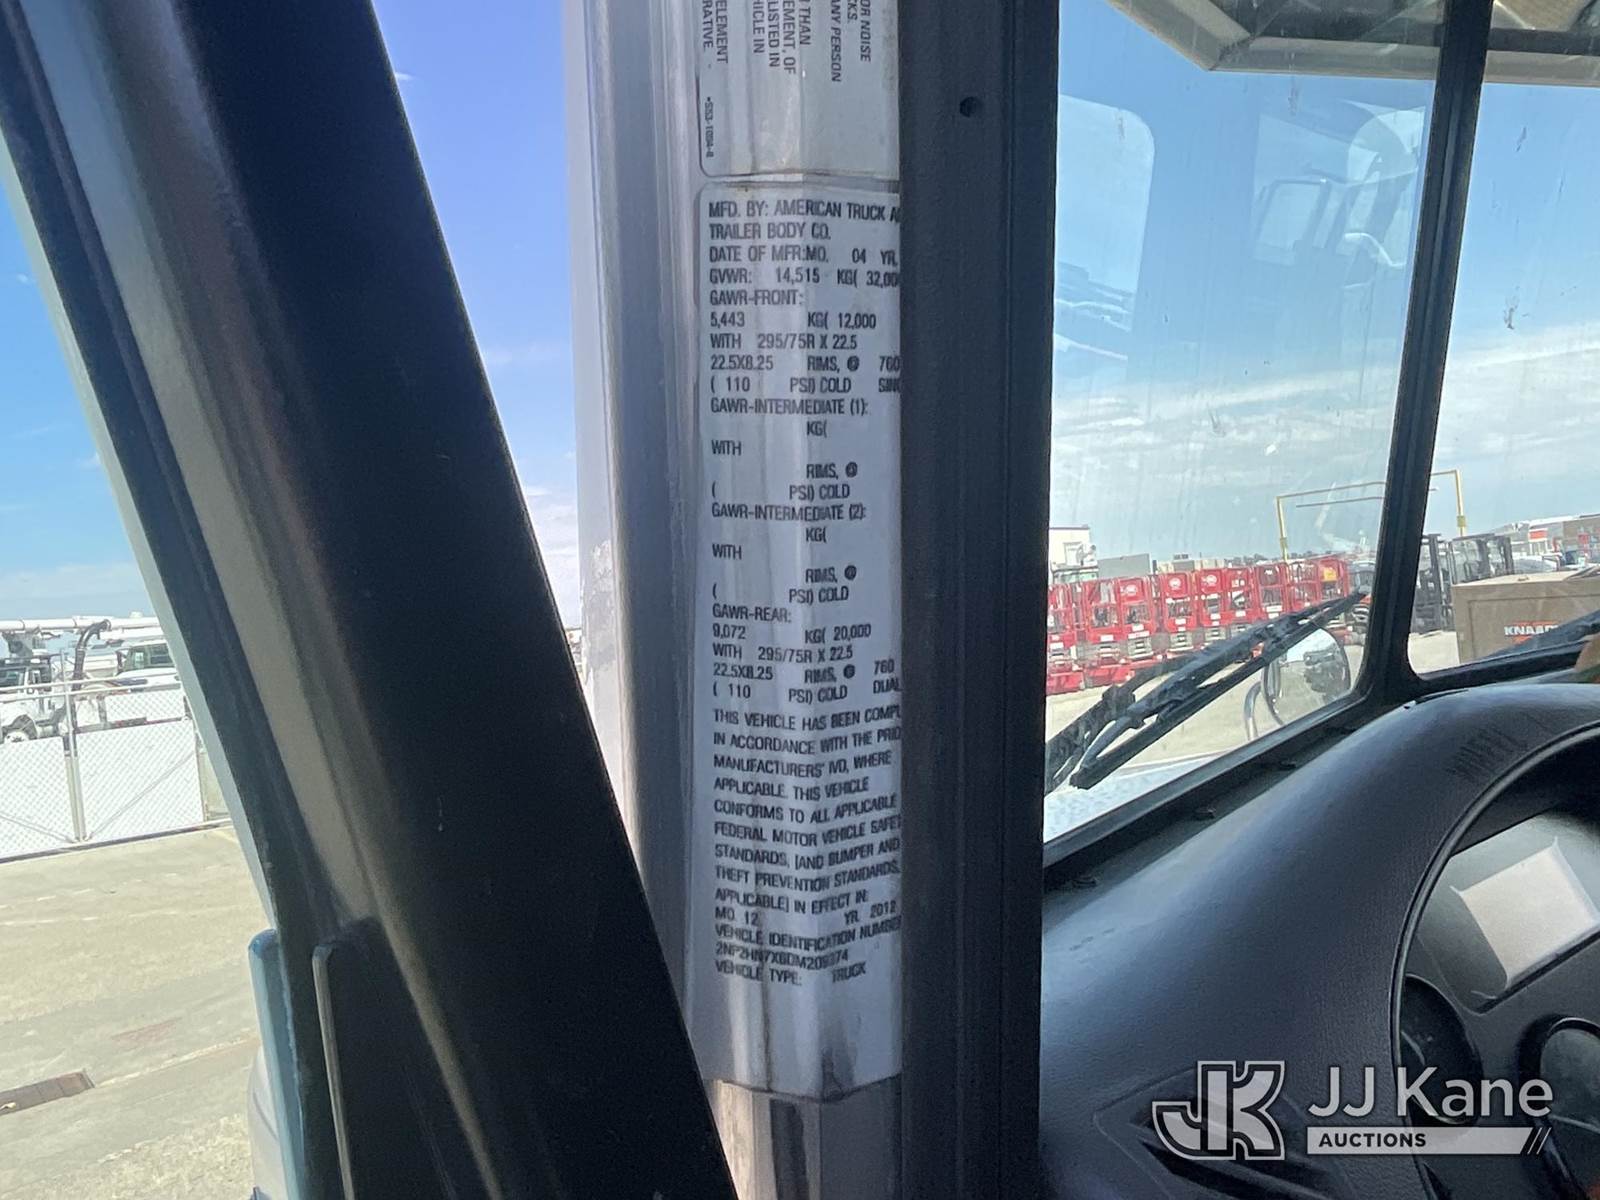 OR NOISE
CKS.
ANY PERSON
THAN
EMENT, OF
LISTED IN
HICLE IN
ELEMENT
RATIVE.
MFD. BY: AMERICAN TRUCK A
TRAILER BODY CO.
DATE OF MFR:MO. 04 YR.
GVWR: 14,515 KG( 32,00
GAWR-FRONT:
5,443 KG( 12,000
WITH 295/75R X 22.5
22.5X8.25 RIMS, @ 760
( 110 PSI) COLD SING
GAWR-INTERMEDIATE (1):
KG(
WITH
RIMS, @
( PSI) COLD
GAWR-INTERMEDIATE (2):
KG(
WITH
RIMS, @
( PSI) COLD
GAWR-REAR:
9,072 KG( 20,000
WITH 295/75R X 22.5
22.5X8.25 RIMS, @ 760
( 110 PSI) COLD DUAL
THIS VEHICLE HAS BEEN COMPL
IN ACCORDANCE WITH THE PRIO
MANUFACTURERS' IVD, WHERE
APPLICABLE. THIS VEHICLE
CONFORMS TO ALL APPLICABLE
FEDERAL MOTOR VEHICLE SAFET
STANDARDS, [AND BUMPER AND
THEFT PREVENTION STANDARDS,
APPLICABLE] IN EFFECT IN:
MO. 12 YR. 2012
VEHICLE IDENTIFICATION NUMBER
VEHICLE TYPE: TRUCK
KNAA
JK JJ Kane
AUCTIONS